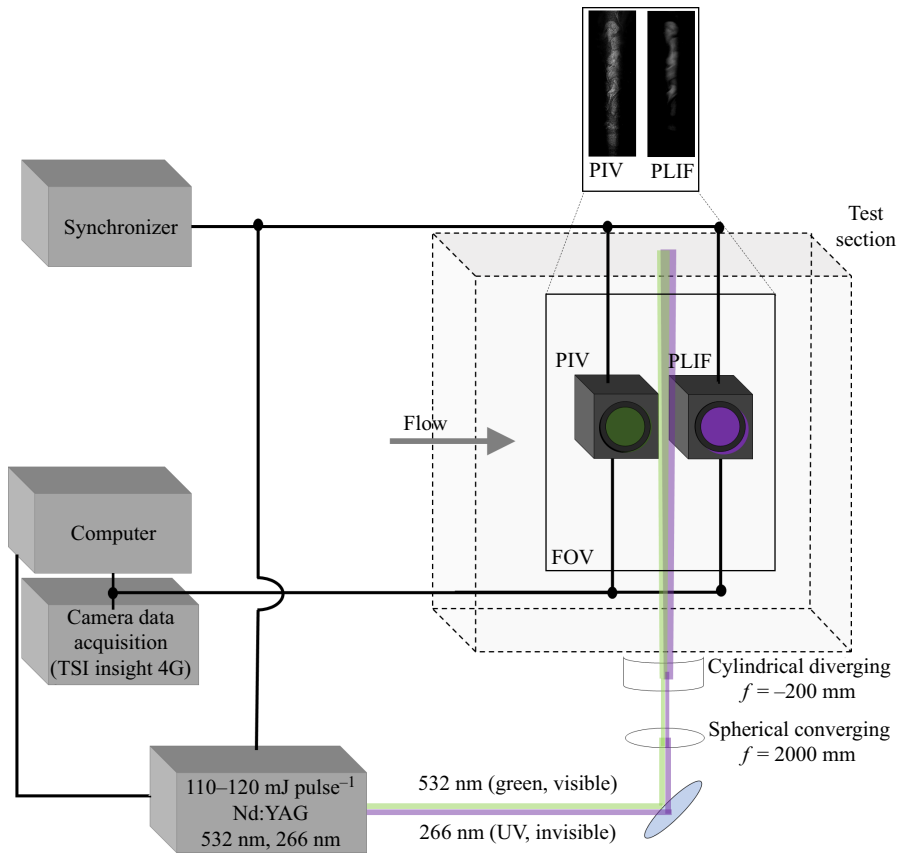 PIV
PLIF
Synchronizer
Test
section
PIV
PLIF
Flow
Computer
FOV
Camera data
acquisition
(TSI insight 4G)
Cylindrical diverging
f = –200 mm
Spherical converging
f = 2000 mm
110–120 mJ pulse⁻¹
Nd:YAG
532 nm, 266 nm
532 nm (green, visible)
266 nm (UV, invisible)